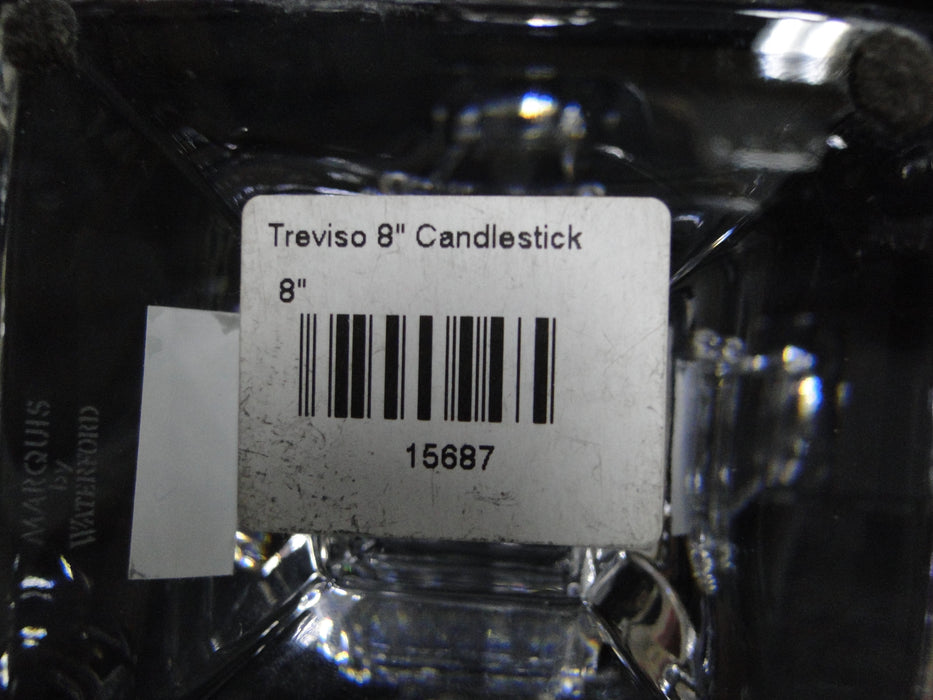 Treviso 8" Candlestick
8"
15687
MARQUIS
BY
WATERFORD